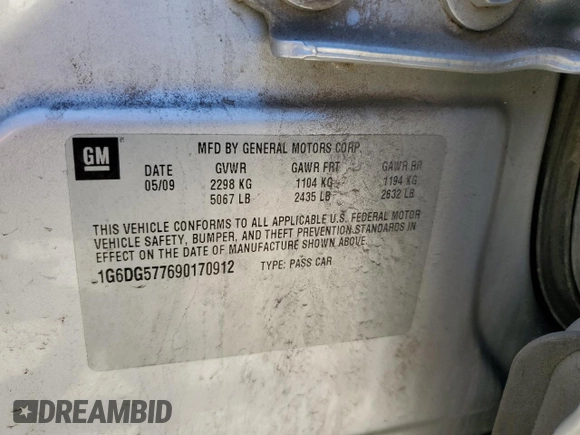 GM
MFD BY GENERAL MOTORS CORP
DATE GVWR GAWR FRT GAWR RR
05/09 2298 KG 1104 KG 1194 KG
5067 LB 2435 LB 2632 LB
THIS VEHICLE CONFORMS TO ALL APPLICABLE U.S. FEDERAL MOTOR
VEHICLE SAFETY, BUMPER, AND THEFT PREVENTION STANDARDS IN
EFFECT ON THE DATE OF MANUFACTURE SHOWN ABOVE.
1G6DG577690170912 TYPE: PASS CAR
DREAMBID